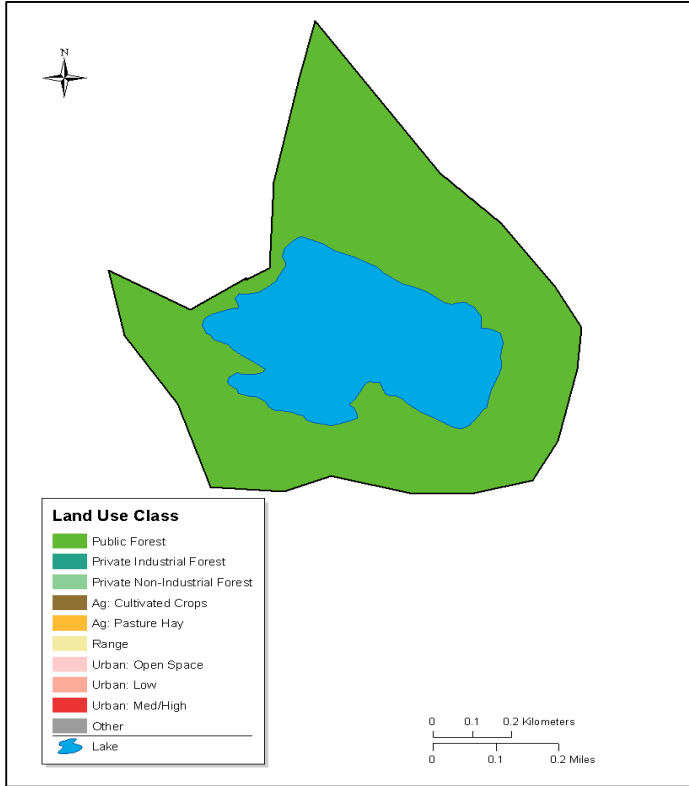 N
Land Use Class
Public Forest
Private Industrial Forest
Private Non-Industrial Forest
Ag: Cultivated Crops
Ag: Pasture Hay
Range
Urban: Open Space
Urban: Low
Urban: Med/High
Other
Lake
0 0.1 0.2 Kilometers
0 0.1 0.2 Miles